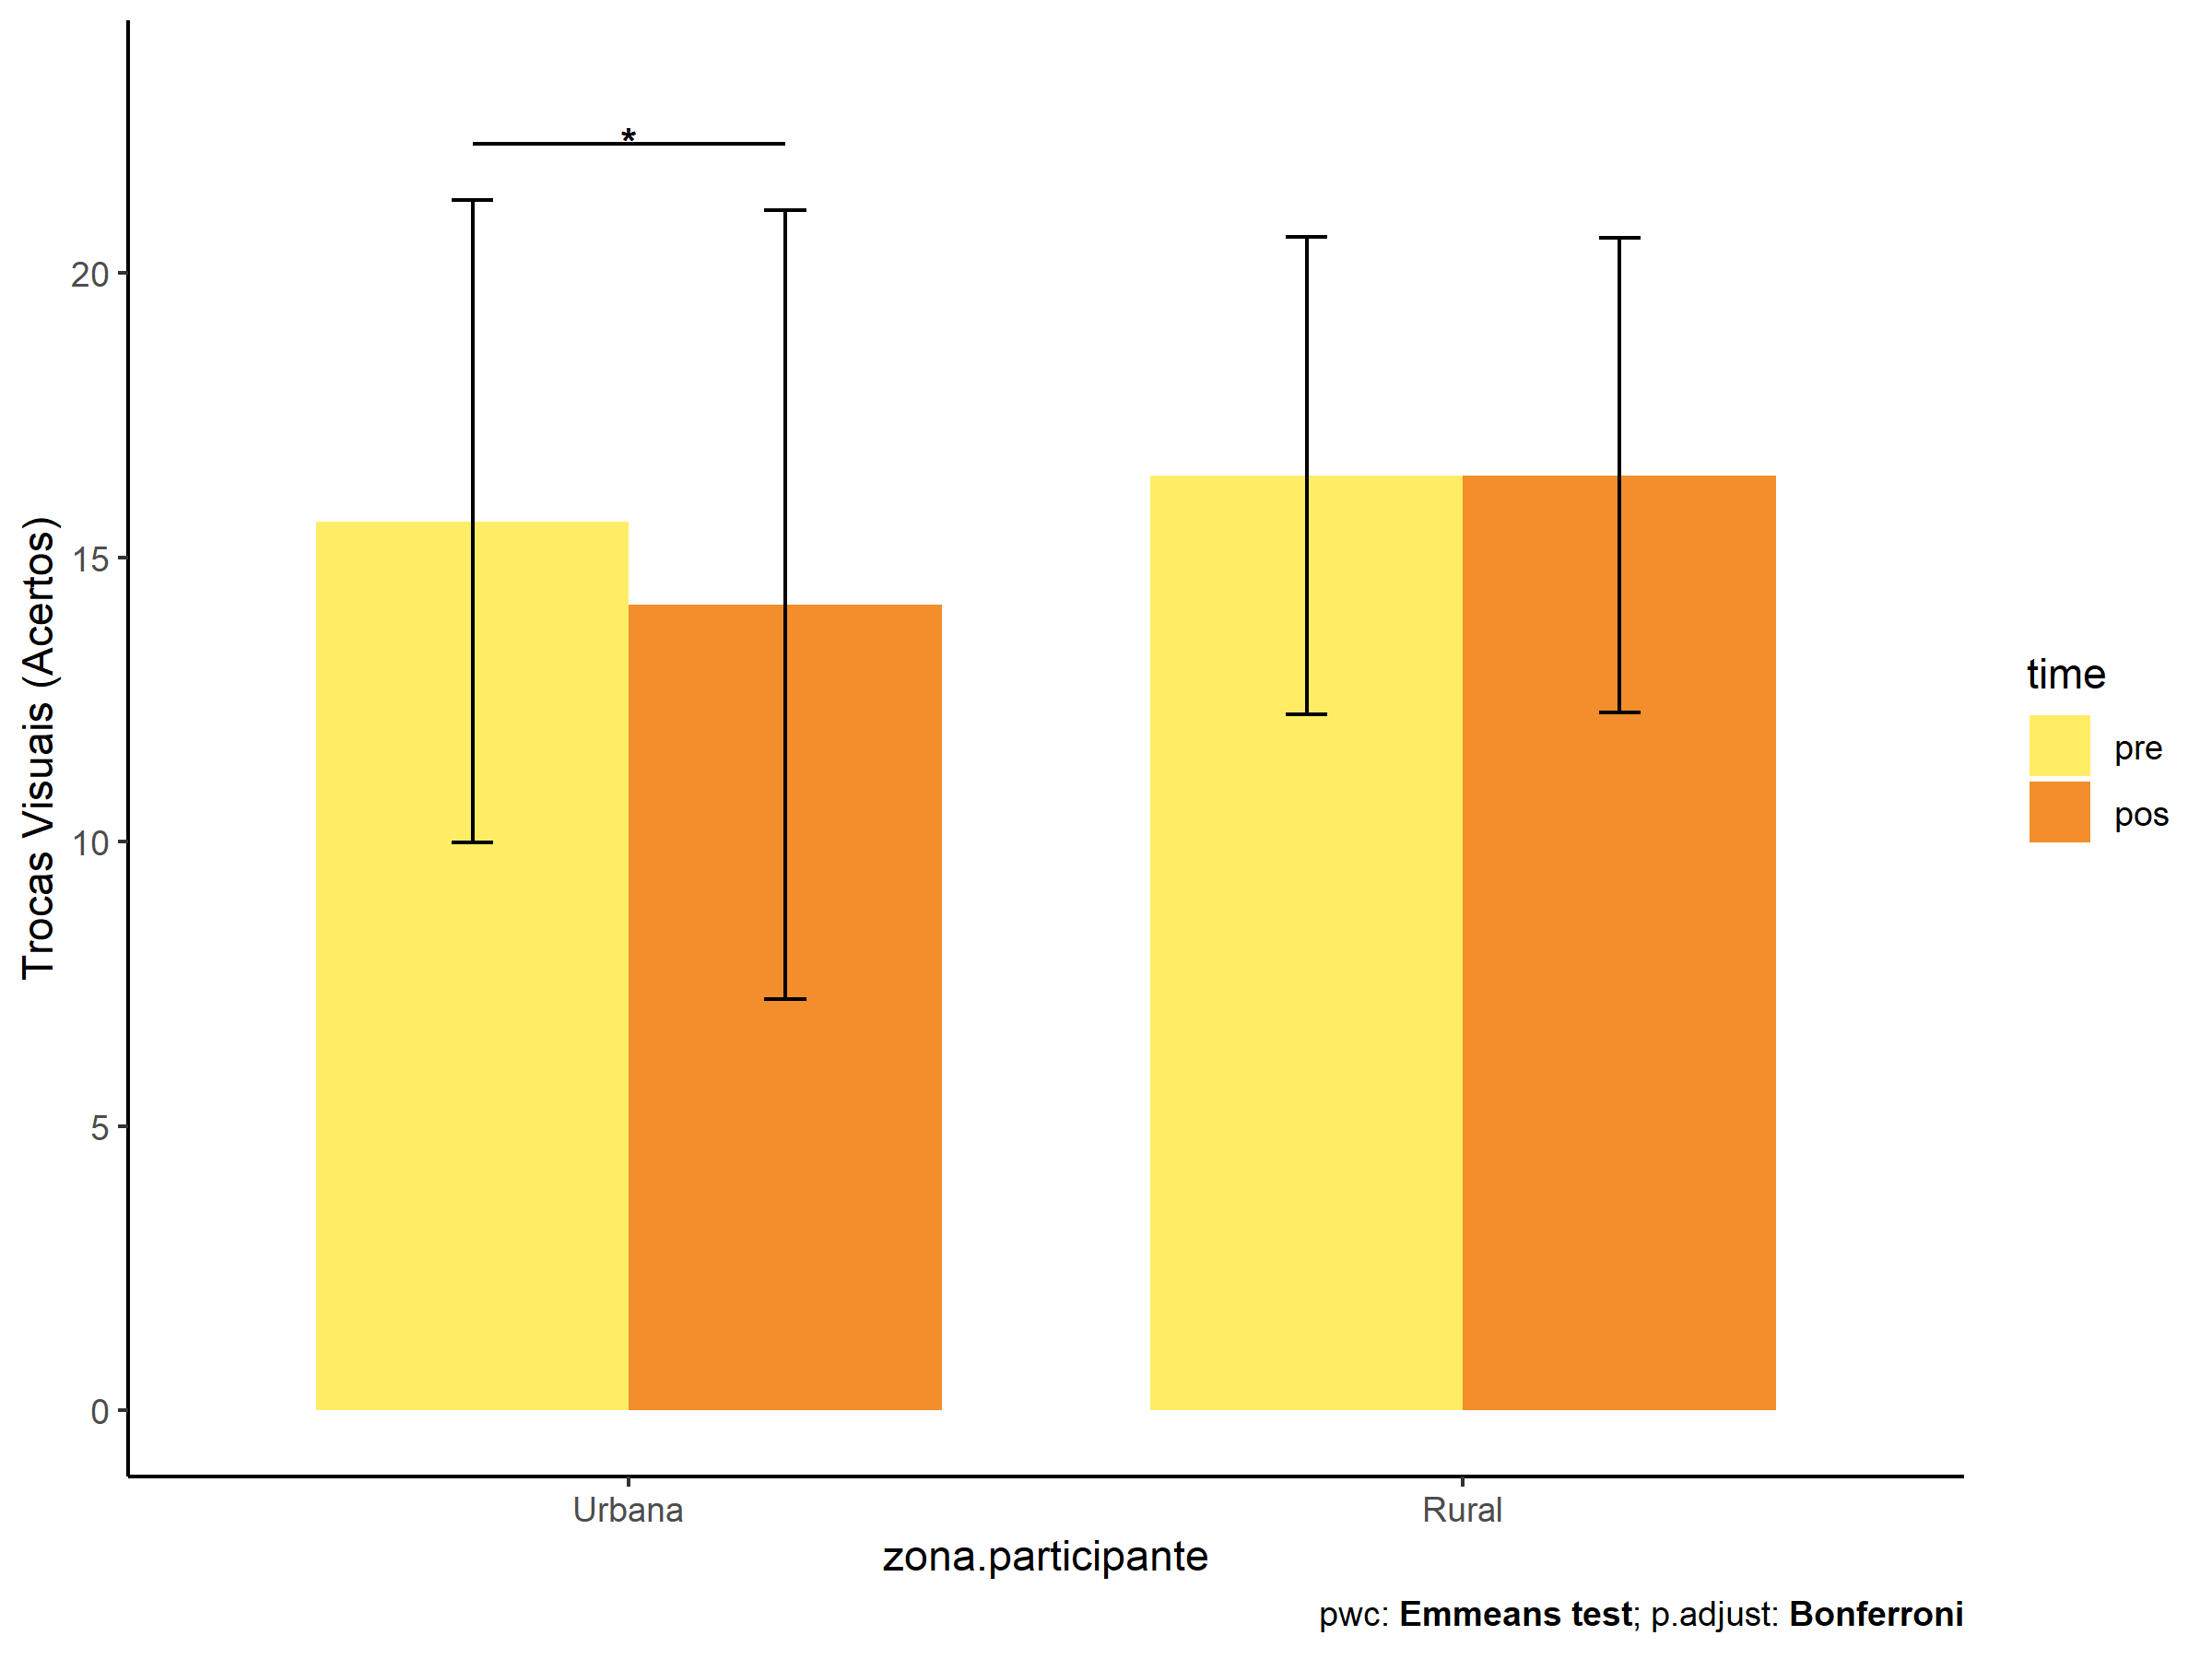 *
20
15
10
5
0
Trocas Visuais (Acertos)
Urbana
Rural
zona.participante
time
pre
pos
pwc: Emmeans test; p.adjust: Bonferroni